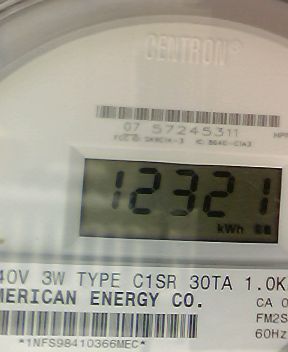 CENTRON®
07 57245311
12321
kWh
40V 3W TYPE C1SR 30TA 1.0K
MERICAN ENERGY CO.
CA 0
FM2S
60Hz
*1NFS98410366MEC*